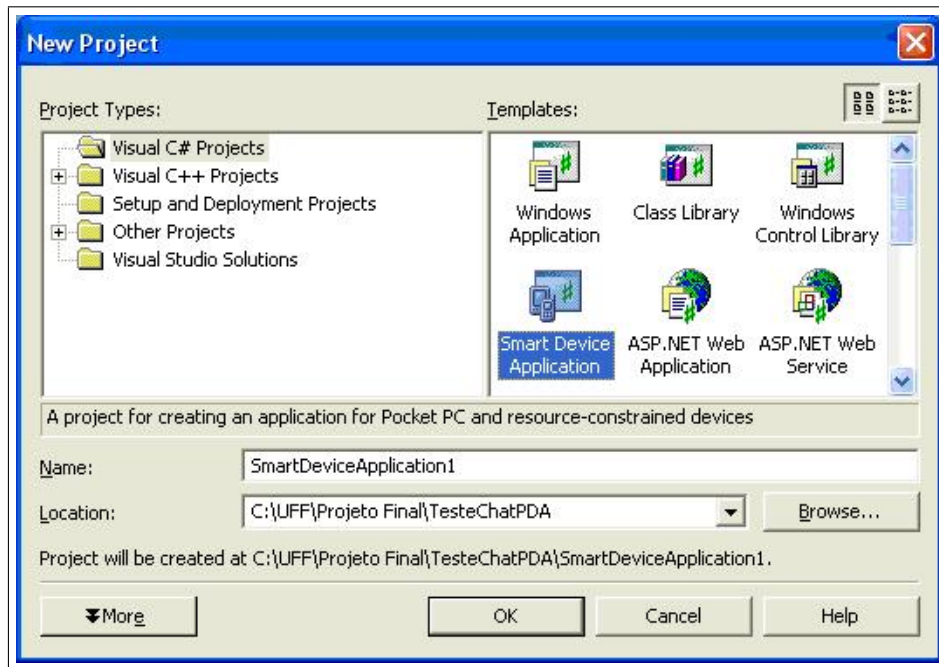 New Project
Project Types:
Visual C# Projects
Visual C++ Projects
Setup and Deployment Projects
Other Projects
Visual Studio Solutions
Templates:
Windows
Application
Class Library
Windows
Control Library
Smart Device
Application
ASP.NET Web
Application
ASP.NET Web
Service
A project for creating an application for Pocket PC and resource-constrained devices
Name:
SmartDeviceApplication1
Location:
C:\UFF\Projeto Final\TesteChatPDA
Browse...
Project will be created at C:\UFF\Projeto Final\TesteChatPDA\SmartDeviceApplication1.
More
OK
Cancel
Help